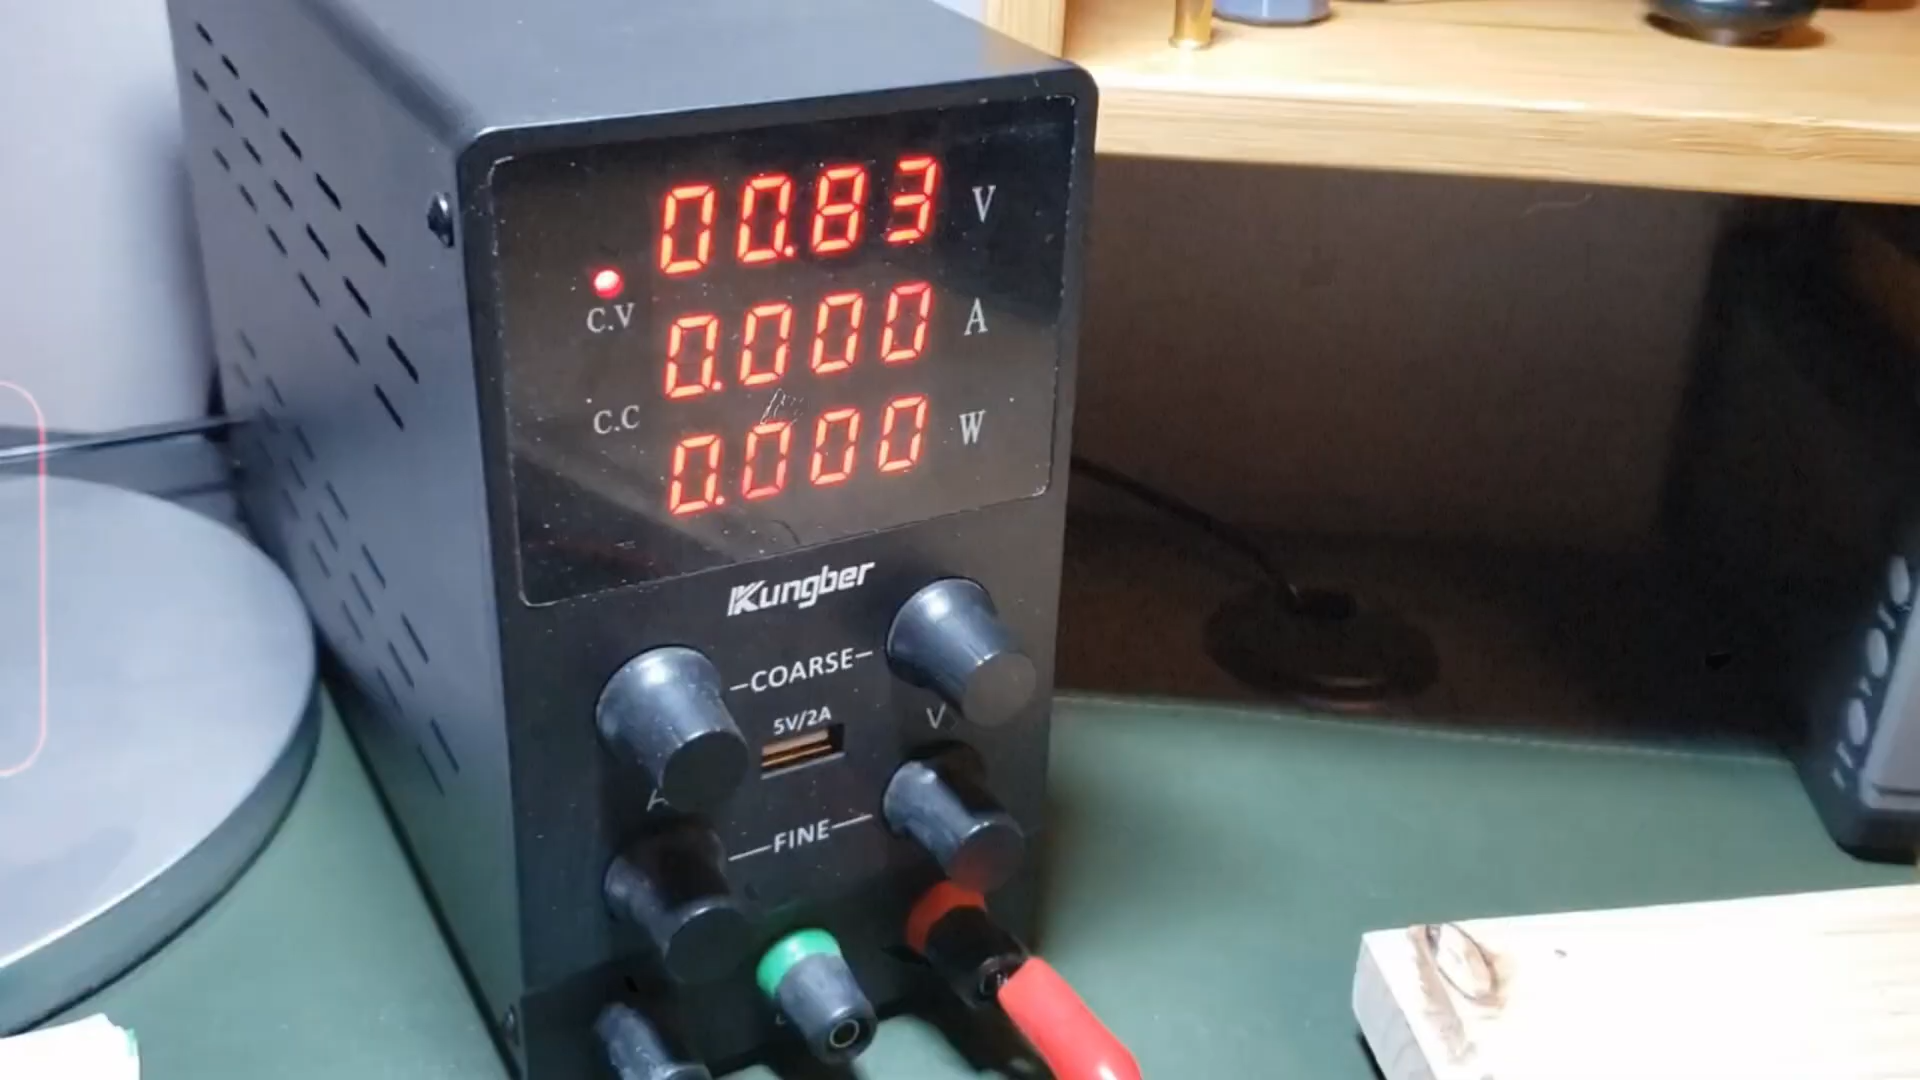 00.83 V
C.V
0.000 A
C.C
0.000 W
Kungber
COARSE
5V/2A
V
A
FINE